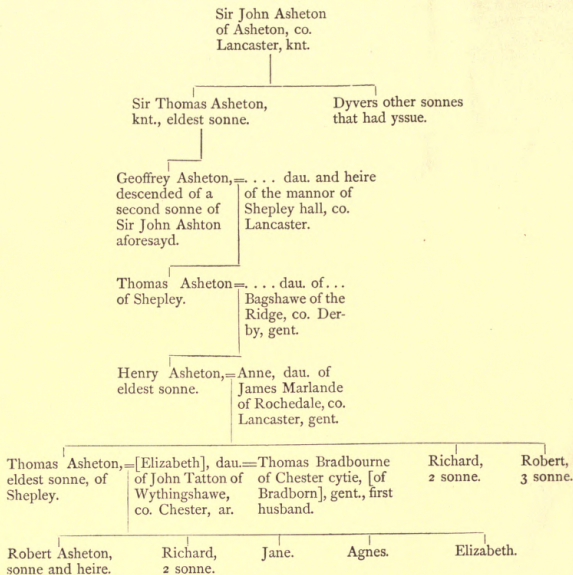 Sir John Asheton
of Asheton, co.
Lancaster, knt.
Sir Thomas Asheton,
knt., eldest sonne.
Dyvers other sonnes
that had yssue.
Geoffrey Asheton,=. . . . dau. and heire
descended of a
second sonne of
Sir John Ashton
aforesayd.
of the mannor of
Shepley hall, co.
Lancaster.
Thomas Asheton=. . . . dau. of...
of Shepley.
Bagshawe of the
Ridge, co. Der-
by, gent.
Henry Asheton,=Anne, dau. of
eldest sonne.
James Marlande
of Rochedale, co.
Lancaster, gent.
Thomas Asheton,=[Elizabeth], dau.=Thomas Bradbourne
eldest sonne, of
Shepley.
of John Tatton of
Wythingshawe,
co. Chester, ar.
of Chester cytie, [of
Bradborn], gent., first
husband.
Richard,
2 sonne.
Robert,
3 sonne.
Robert Asheton,
sonne and heire.
Richard,
2 sonne.
Jane.
Agnes.
Elizabeth.